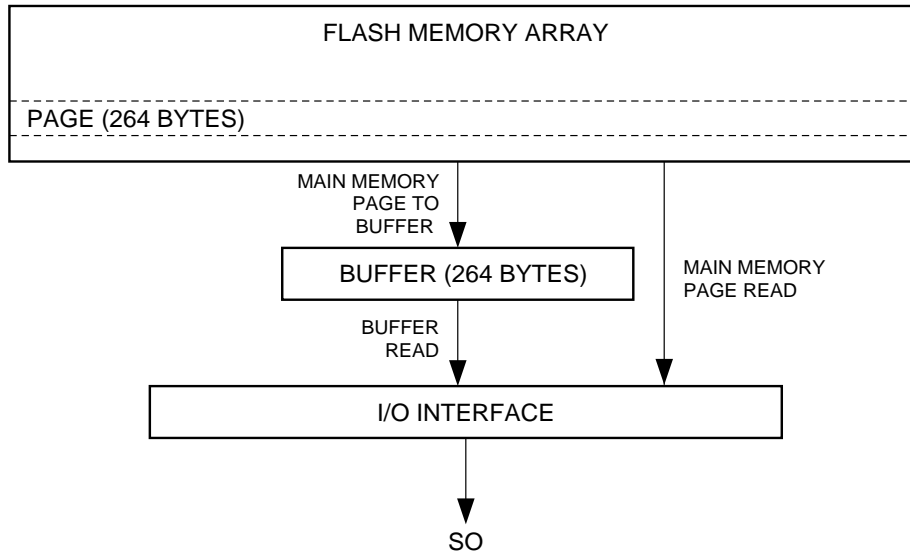 FLASH MEMORY ARRAY
PAGE (264 BYTES)
MAIN MEMORY
PAGE TO
BUFFER
BUFFER (264 BYTES)
MAIN MEMORY
PAGE READ
BUFFER
READ
I/O INTERFACE
SO